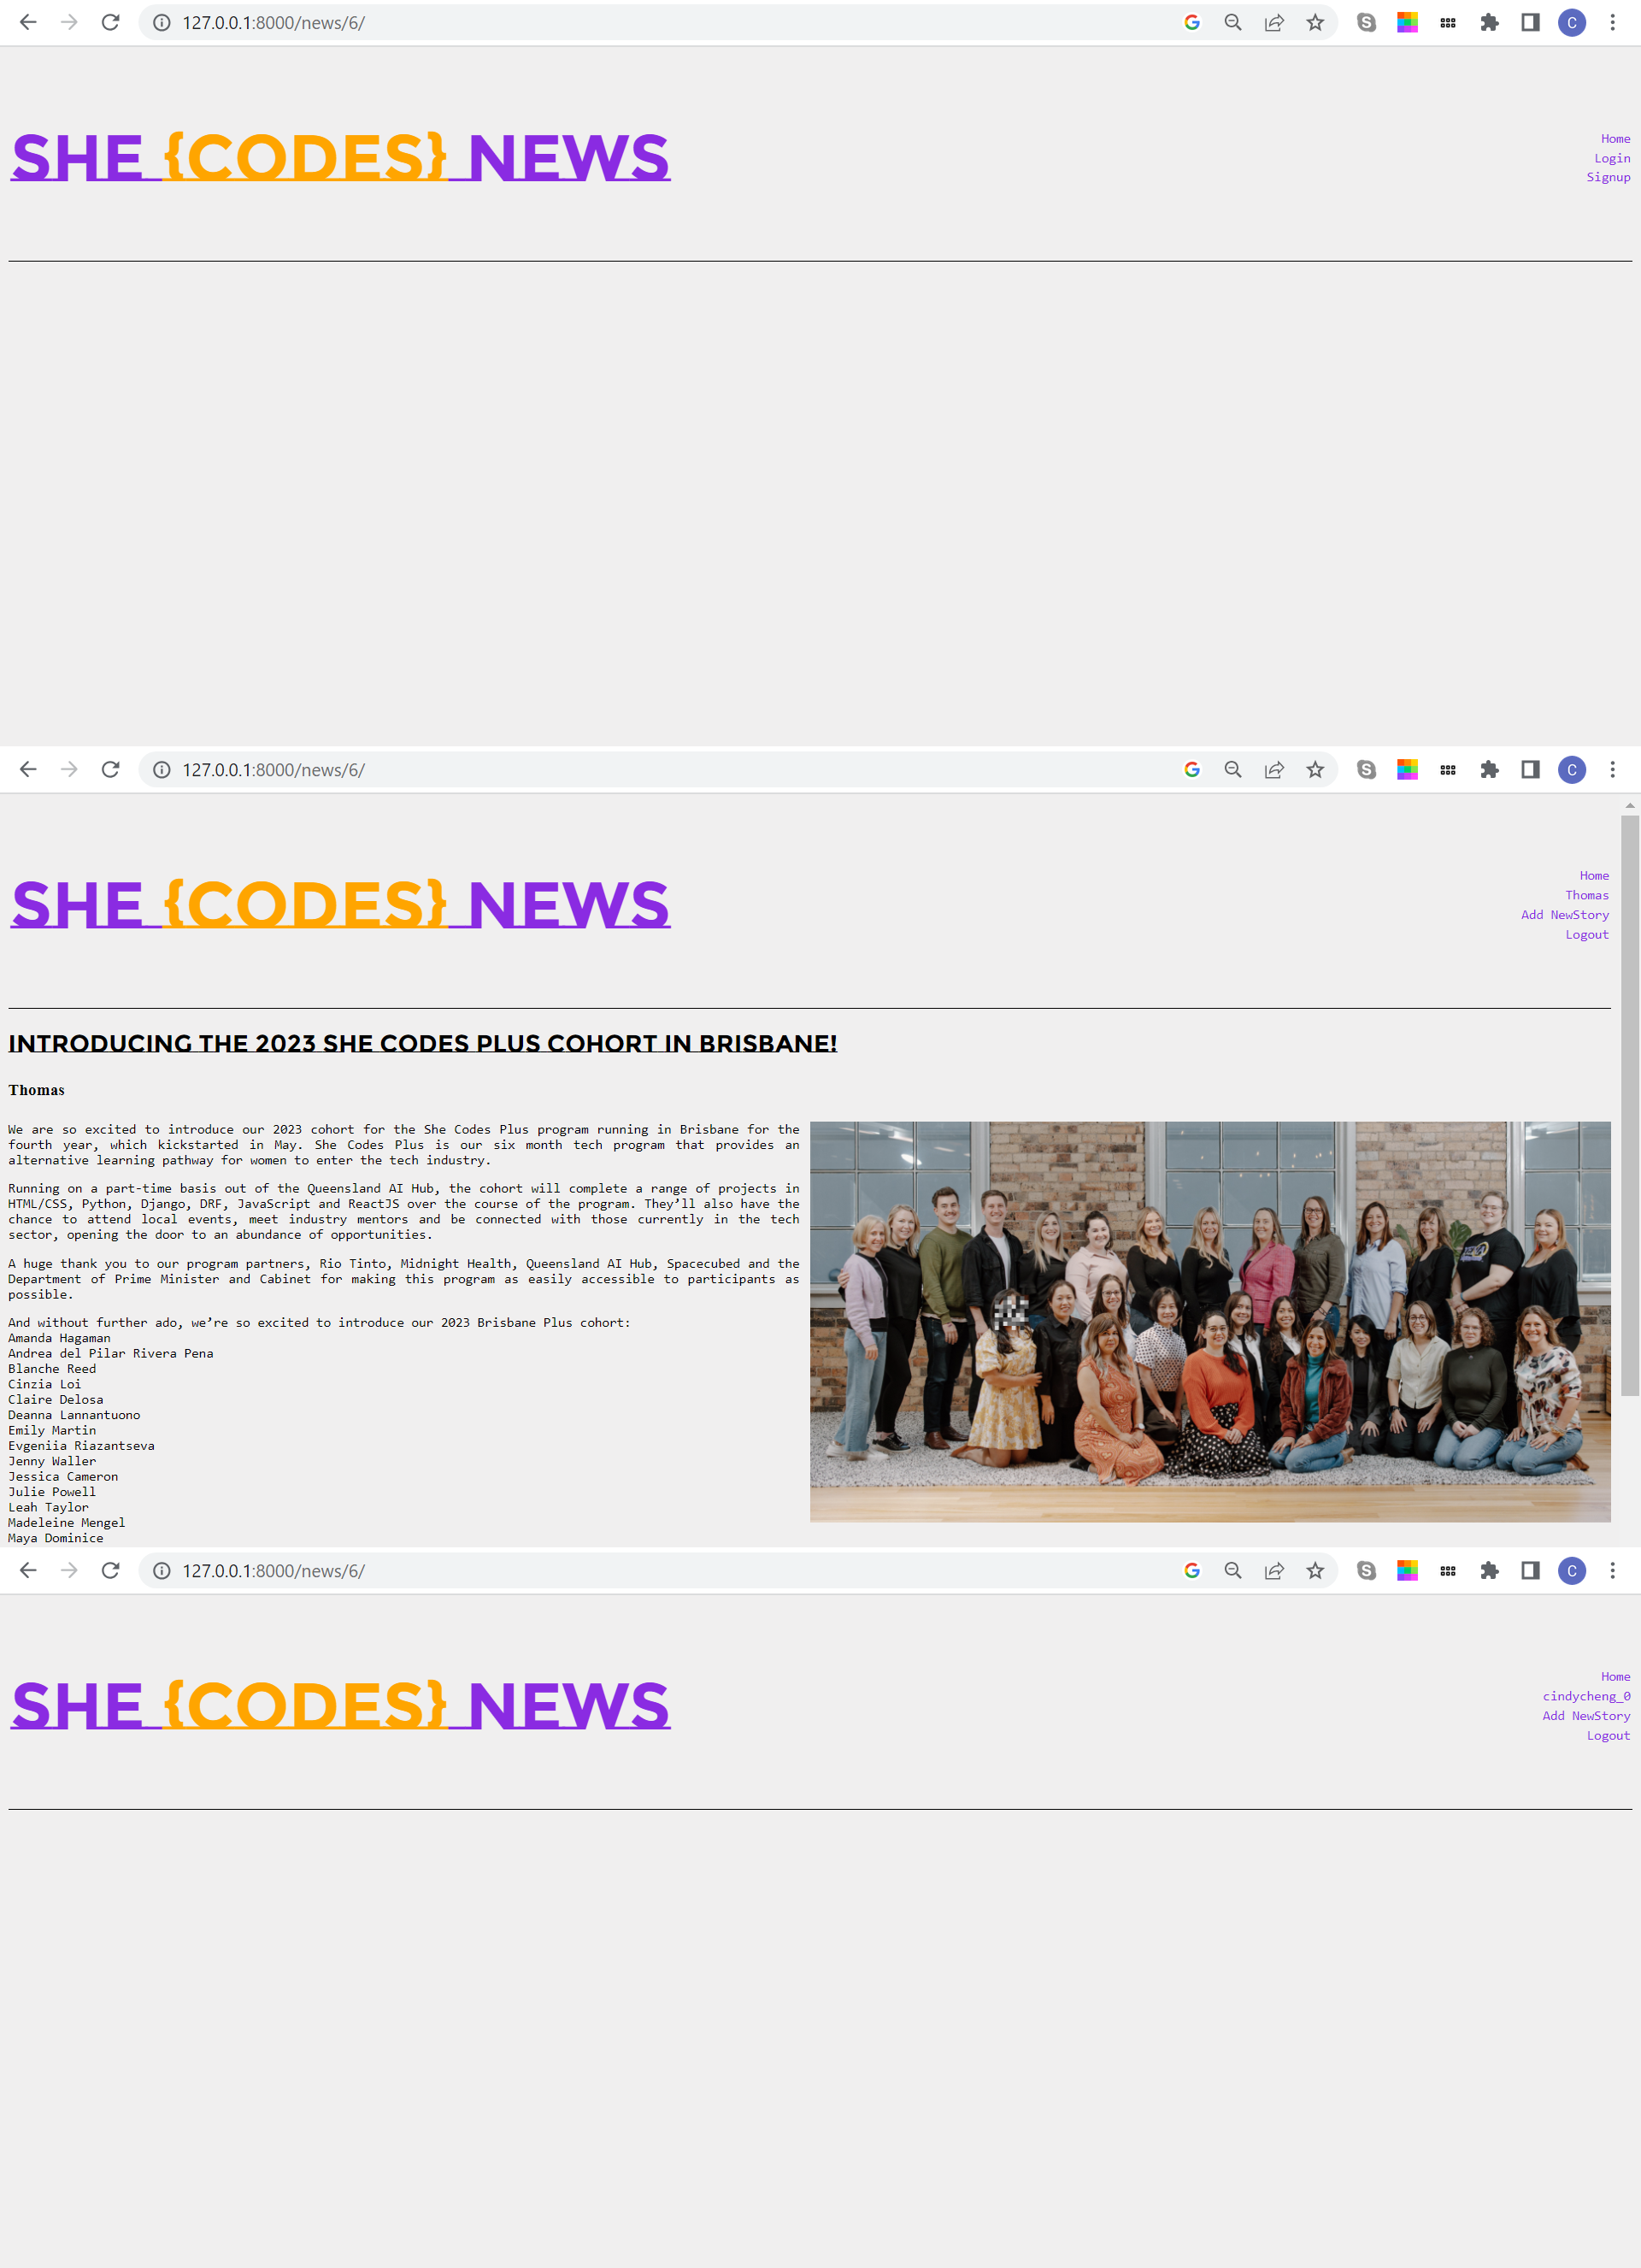 127.0.0.1:8000/news/6/
C
SHE {CODES} NEWS
Home
Login
Signup
127.0.0.1:8000/news/6/
C
SHE {CODES} NEWS
Home
Thomas
Add NewStory
Logout
INTRODUCING THE 2023 SHE CODES PLUS COHORT IN BRISBANE!
Thomas
We are so excited to introduce our 2023 cohort for the She Codes Plus program running in Brisbane for the
fourth year, which kickstarted in May. She Codes Plus is our six month tech program that provides an
alternative learning pathway for women to enter the tech industry.
Running on a part-time basis out of the Queensland AI Hub, the cohort will complete a range of projects in
HTML/CSS, Python, Django, DRF, JavaScript and ReactJS over the course of the program. They’ll also have the
chance to attend local events, meet industry mentors and be connected with those currently in the tech
sector, opening the door to an abundance of opportunities.
A huge thank you to our program partners, Rio Tinto, Midnight Health, Queensland AI Hub, Spacecubed and the
Department of Prime Minister and Cabinet for making this program as easily accessible to participants as
possible.
And without further ado, we’re so excited to introduce our 2023 Brisbane Plus cohort:
Amanda Hagaman
Andrea del Pilar Rivera Pena
Blanche Reed
Cinzia Loi
Claire Delosa
Deanna Lannantuono
Emily Martin
Evgeniia Riazantseva
Jenny Waller
Jessica Cameron
Julie Powell
Leah Taylor
Madeleine Mengel
Maya Dominice
127.0.0.1:8000/news/6/
C
SHE {CODES} NEWS
Home
cindycheng_0
Add NewStory
Logout